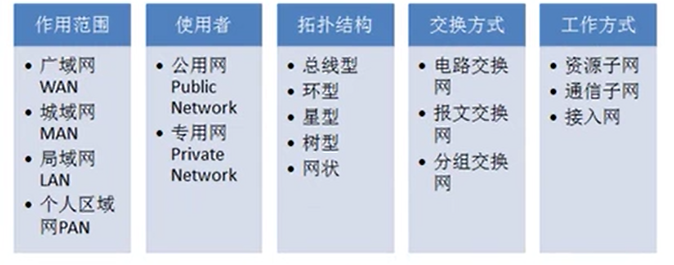 作用范围
• 广域网
WAN
• 城域网
MAN
• 局域网
LAN
• 个人区域
网PAN
使用者
• 公用网
Public
Network
• 专用网
Private
Network
拓扑结构
• 总线型
• 环型
• 星型
• 树型
• 网状
交换方式
• 电路交换
网
• 报文交换
网
• 分组交换
网
工作方式
• 资源子网
• 通信子网
• 接入网